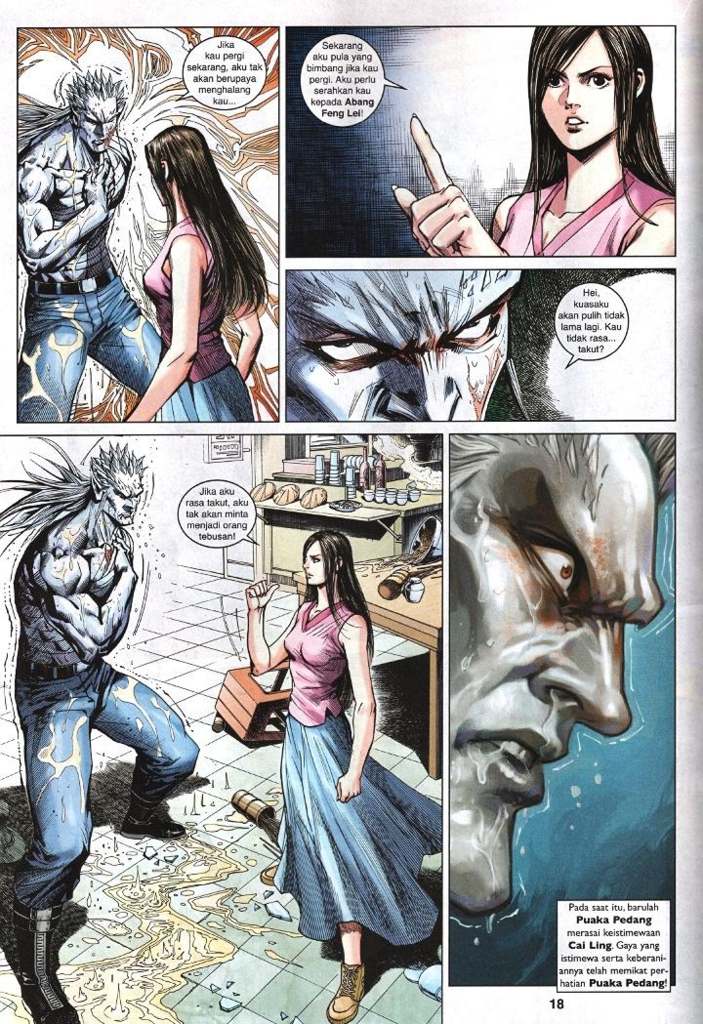 Jika
kau pergi
sekarang, aku tak
akan berupaya
menghalang
kau...
Sekarang
aku pula yang
bimbang jika kau
pergi. Aku perlu
serahkan kau
kepada Abang
Feng Lei!
Hei,
kuasaku
akan pulih tidak
lama lagi. Kau
tidak rasa...
takut?
Jika aku
rasa takut, aku
tak akan minta
menjadi orang
tebusan!
Pada saat itu, barulah
Puaka Pedang
merasai keistimewaan
Cai Ling. Gaya yang
istimewa serta keberani-
annya telah memikat per-
hatian Puaka Pedang!
18